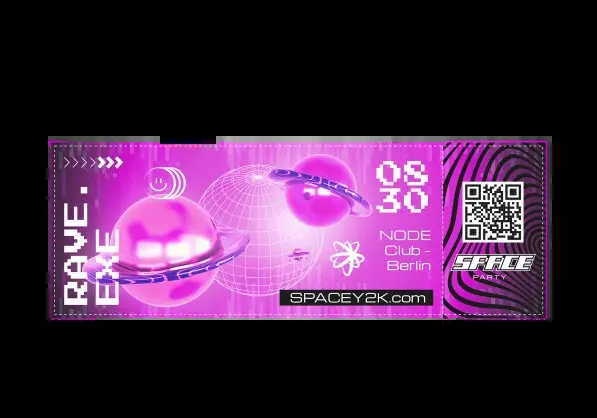 RAVE.
EXE
08
30
NODE
Club -
Berlin
SPACEY2K.com
SPACE
PARTY